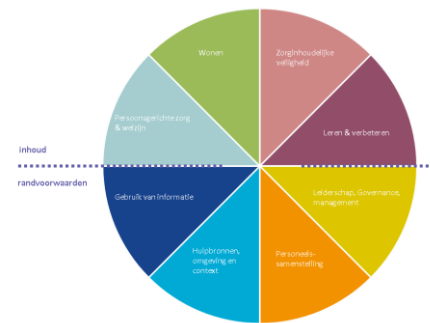 Wonen
Zorginhoudelijke
veiligheid
Persoonsgerichte zorg
& welzijn
Leren & verbeteren
inhoud
randvoorwaarden
Gebruik van informatie
Leiderschap, Governance,
management
Hulpbronnen,
omgeving en
context
Personeels-
samenstelling